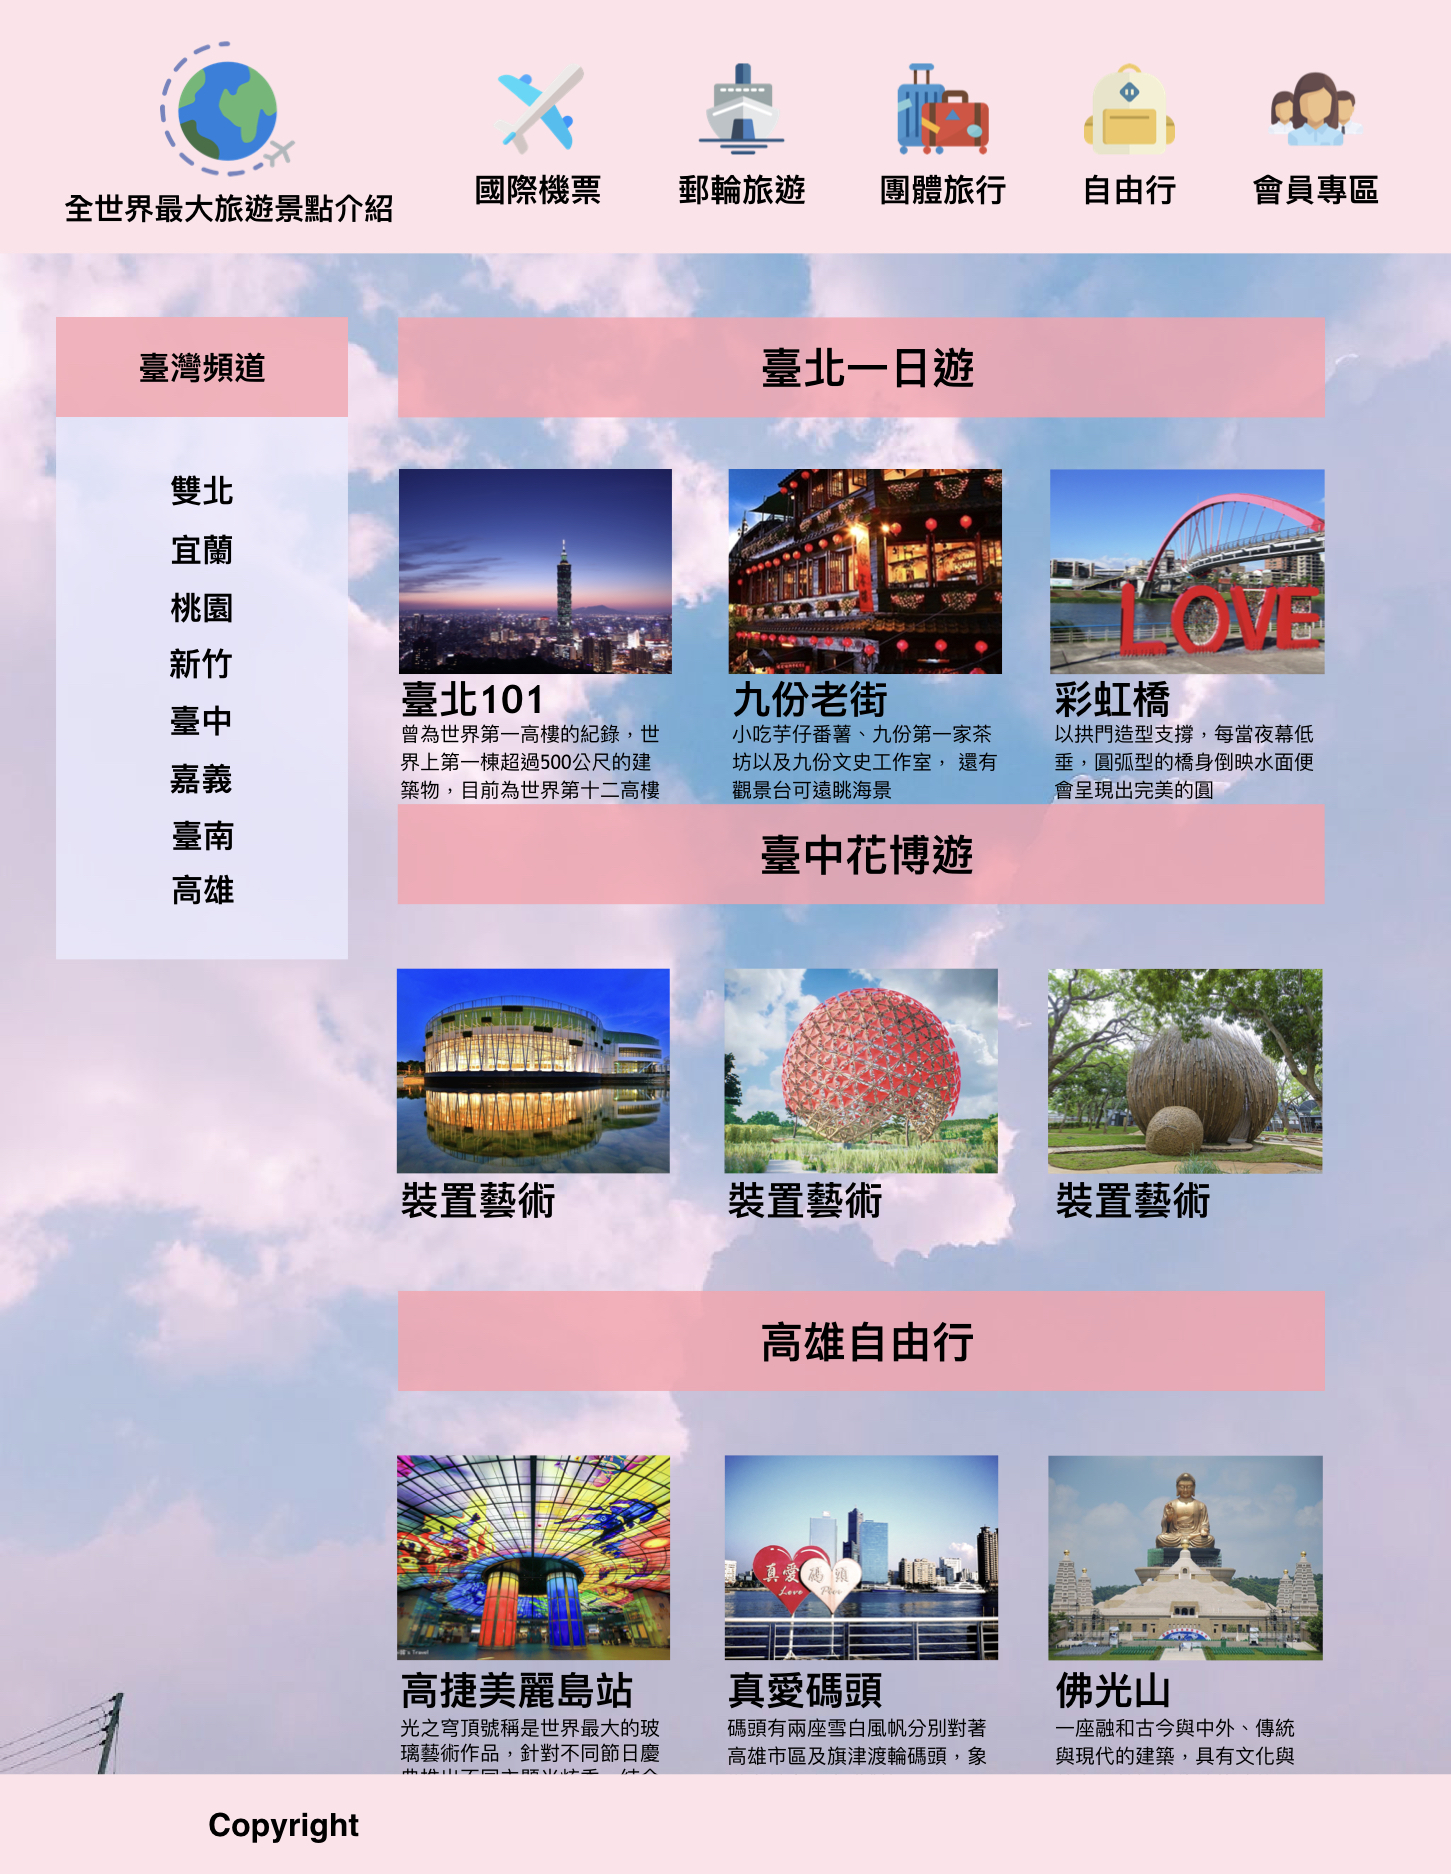 全世界最大旅遊景點介紹
國際機票
郵輪旅遊
團體旅行
自由行
會員專區
臺灣頻道
雙北
宜蘭
桃園
新竹
臺中
嘉義
臺南
高雄
臺北一日遊
LOVE
臺北101
曾為世界第一高樓的紀錄，世
界上第一棟超過500公尺的建
築物，目前為世界第十二高樓
九份老街
小吃芋仔番薯、九份第一家茶
坊以及九份文史工作室， 還有
觀景台可遠眺海景
彩虹橋
以拱門造型支撐，每當夜幕低
垂，圓弧型的橋身倒映水面便
會呈現出完美的圓
臺中花博遊
裝置藝術
裝置藝術
裝置藝術
高雄自由行
真愛碼頭
Love Pier
高捷美麗島站
光之穹頂號稱是世界最大的玻
璃藝術作品，針對不同節日慶
真愛碼頭
碼頭有兩座雪白風帆分別對著
高雄市區及旗津渡輪碼頭，象
佛光山
一座融和古今與中外、傳統
與現代的建築，具有文化與
Copyright